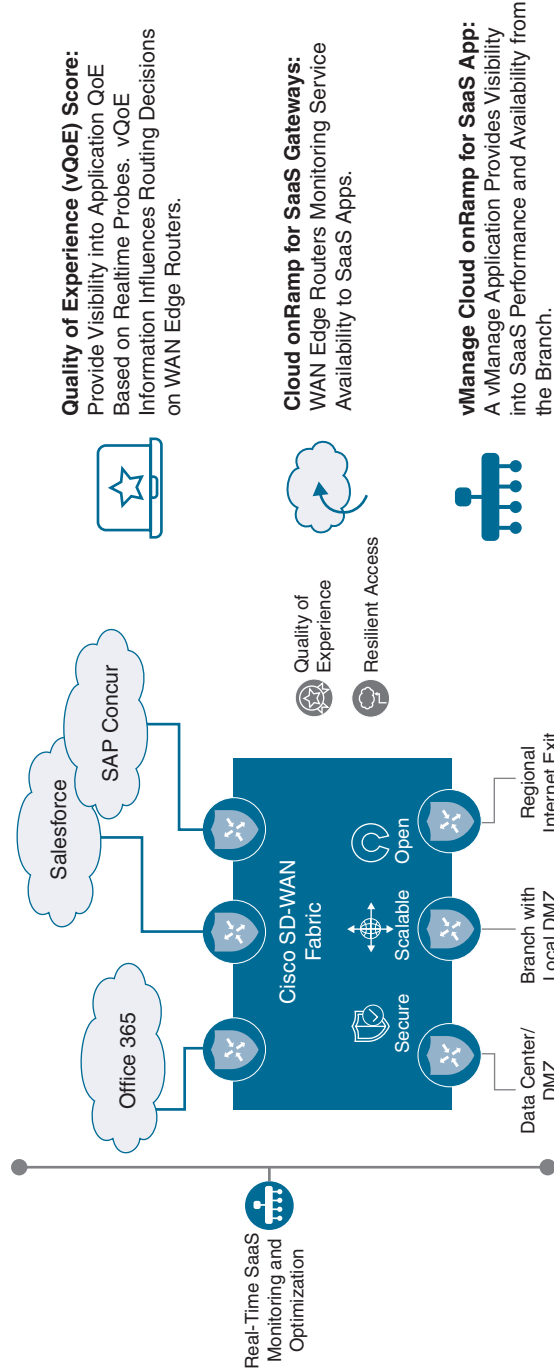 Real-Time SaaS
Monitoring and
Optimization
Office 365
Salesforce
SAP Concur
Cisco SD-WAN
Fabric
Secure
Scalable
Open
Data Center/
DMZ
Branch with
Local DMZ
Regional
Internet Exit
Quality of
Experience
Resilient Access
Quality of Experience (vQoE) Score:
Provide Visibility into Application QoE
Based on Realtime Probes. vQoE
Information Influences Routing Decisions
on WAN Edge Routers.
Cloud onRamp for SaaS Gateways:
WAN Edge Routers Monitoring Service
Availability to SaaS Apps.
vManage Cloud onRamp for SaaS App:
A vManage Application Provides Visibility
into SaaS Performance and Availability from
the Branch.